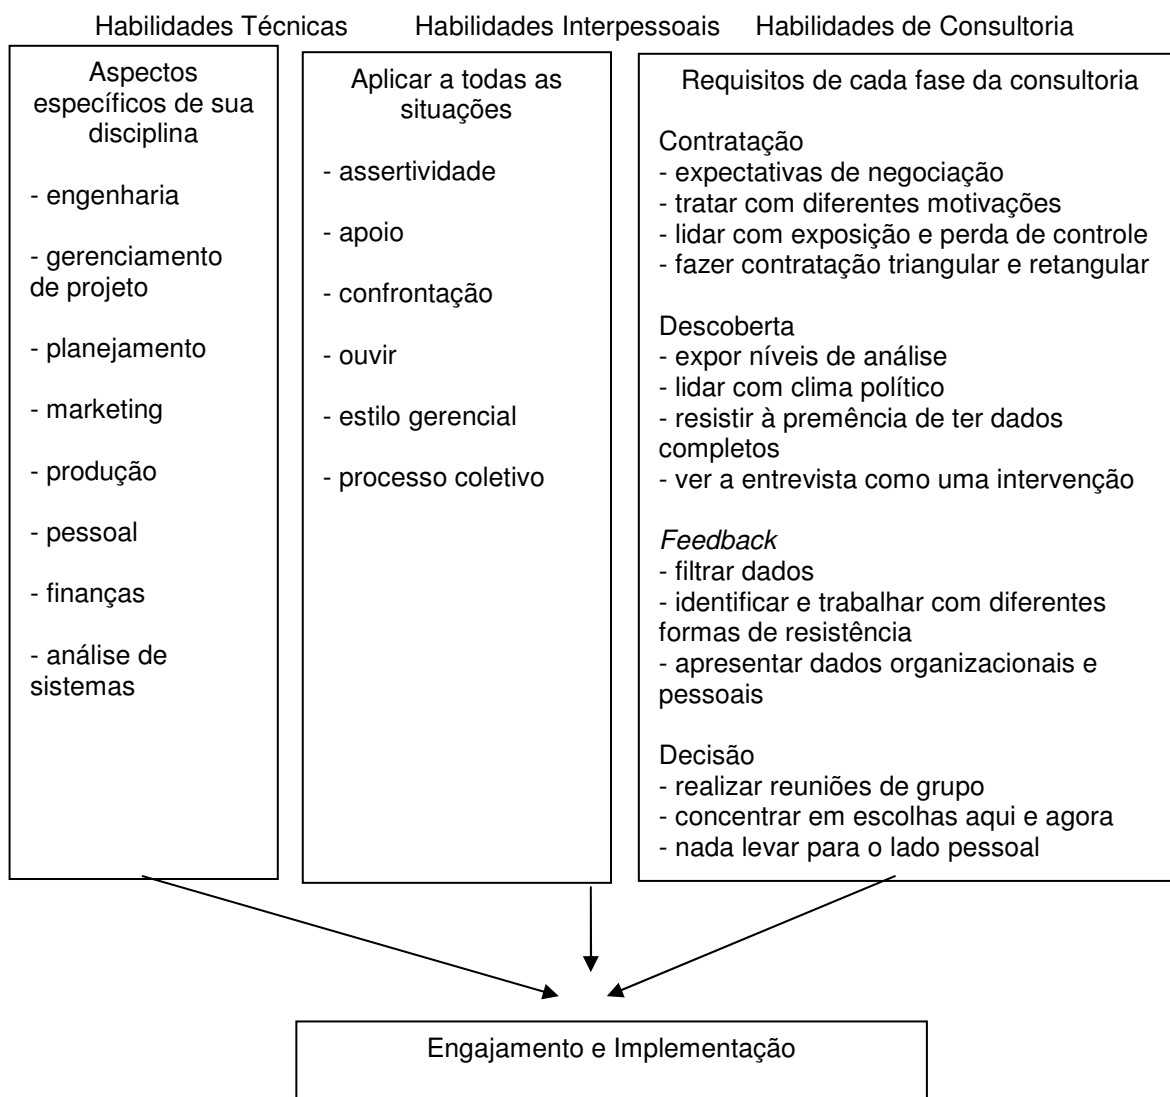 Habilidades Técnicas
Habilidades Interpessoais
Habilidades de Consultoria
Aspectos
específicos de sua
disciplina
- engenharia
- gerenciamento
de projeto
- planejamento
- marketing
- produção
- pessoal
- finanças
- análise de
sistemas
Aplicar a todas as
situações
- assertividade
- apoio
- confrontação
- ouvir
- estilo gerencial
- processo coletivo
Requisitos de cada fase da consultoria
Contratação
- expectativas de negociação
- tratar com diferentes motivações
- lidar com exposição e perda de controle
- fazer contratação triangular e retangular
Descoberta
- expor níveis de análise
- lidar com clima político
- resistir à premência de ter dados
completos
- ver a entrevista como uma intervenção
Feedback
- filtrar dados
- identificar e trabalhar com diferentes
formas de resistência
- apresentar dados organizacionais e
pessoais
Decisão
- realizar reuniões de grupo
- concentrar em escolhas aqui e agora
- nada levar para o lado pessoal
Engajamento e Implementação